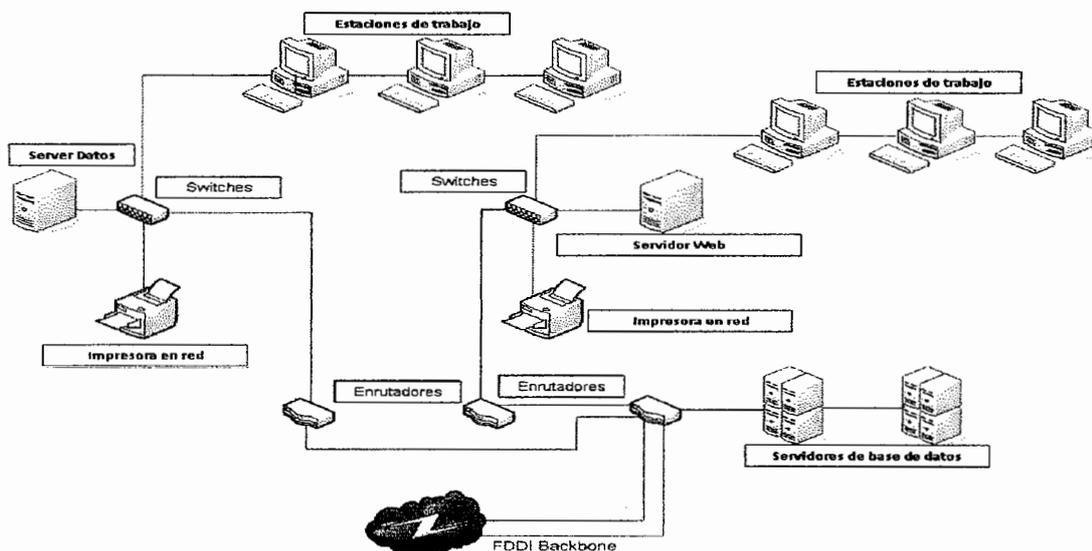 Estaciones de trabajo
Estaciones de trabajo
Server Datos
Switches
Switches
Servidor Web
Impresora en red
Impresora en red
Enrutadores
Enrutadores
Servidores de base de datos
FDDI Backbone